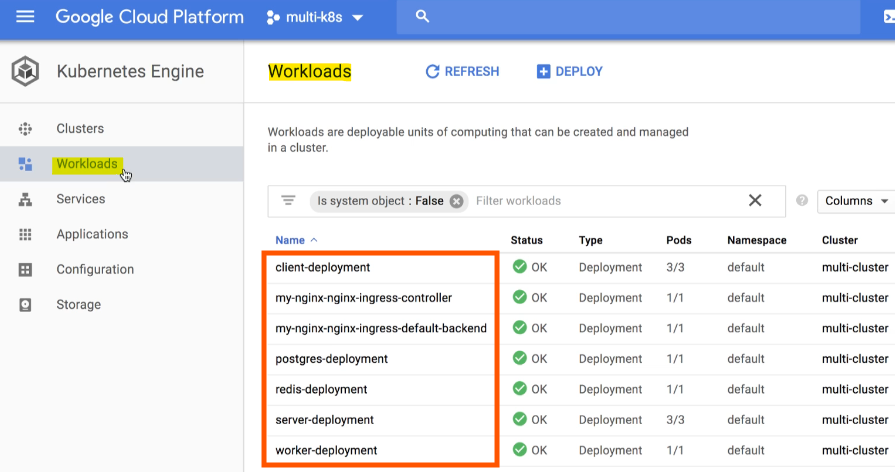 Google Cloud Platform multi-k8s
Kubernetes Engine
Clusters
Workloads
Services
Applications
Configuration
Storage
Workloads REFRESH DEPLOY
Workloads are deployable units of computing that can be created and managed
in a cluster.
Is system object : False Filter workloads Columns
Name Status Type Pods Namespace Cluster
client-deployment OK Deployment 3/3 default multi-cluster
my-nginx-nginx-ingress-controller OK Deployment 1/1 default multi-cluster
my-nginx-nginx-ingress-default-backend OK Deployment 1/1 default multi-cluster
postgres-deployment OK Deployment 1/1 default multi-cluster
redis-deployment OK Deployment 1/1 default multi-cluster
server-deployment OK Deployment 3/3 default multi-cluster
worker-deployment OK Deployment 1/1 default multi-cluster